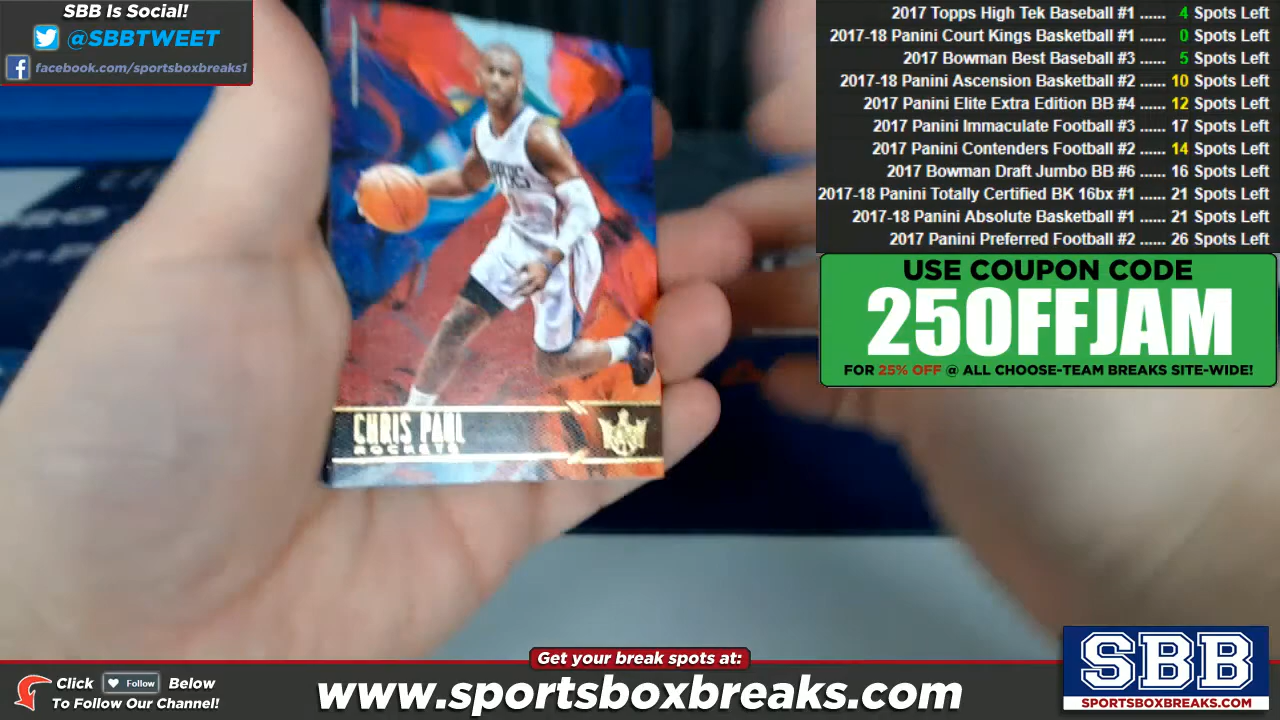 SBB Is Social!
@SBBTWEET
facebook.com/sportsboxbreaks1
2017 Topps High Tek Baseball #1 ...... 4 Spots Left
2017-18 Panini Court Kings Basketball #1 ...... 0 Spots Left
2017 Bowman Best Baseball #3 ...... 5 Spots Left
2017-18 Panini Ascension Basketball #2 ...... 10 Spots Left
2017 Panini Elite Extra Edition BB #4 ...... 12 Spots Left
2017 Panini Immaculate Football #3 ...... 17 Spots Left
2017 Panini Contenders Football #2 ...... 14 Spots Left
2017 Bowman Draft Jumbo BB #6 ...... 16 Spots Left
2017-18 Panini Totally Certified BK 16bx #1 ...... 21 Spots Left
2017-18 Panini Absolute Basketball #1 ...... 21 Spots Left
2017 Panini Preferred Football #2 ...... 26 Spots Left
USE COUPON CODE
25OFFJAM
FOR 25% OFF @ ALL CHOOSE-TEAM BREAKS SITE-WIDE!
CHRIS PAUL
ROCKETS
Get your break spots at:
Click Follow Below
To Follow Our Channel!
www.sportsboxbreaks.com
SBB
SPORTSBOXBREAKS.COM